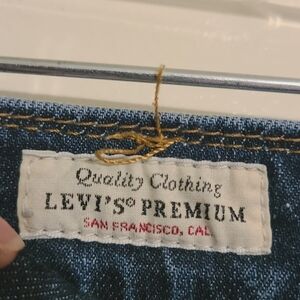 Quality Clothing
LEVI'S® PREMIUM
SAN FRANCISCO, CAL